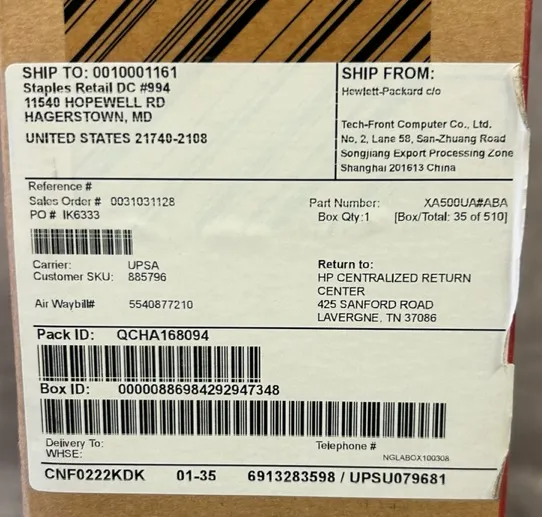 SHIP TO: 0010001161
Staples Retail DC #994
11540 HOPEWELL RD
HAGERSTOWN, MD
UNITED STATES 21740-2108
SHIP FROM:
Hewlett-Packard c/o
Tech-Front Computer Co., Ltd.
No, 2, Lane 58, San-Zhuang Road
Songjiang Export Processing Zone
Shanghai 201613 China
Reference #
Sales Order # 0031031128
PO # IK6333
Part Number: XA500UA#ABA
Box Qty:1 [Box/Total: 35 of 510]
Carrier: UPSA
Customer SKU: 885796
Air Waybill# 5540877210
Return to:
HP CENTRALIZED RETURN
CENTER
425 SANFORD ROAD
LAVERGNE, TN 37086
Pack ID: QCHA168094
Box ID: 00000886984292947348
Delivery To:
WHSE:
Telephone #
NGLABOX100308
CNF0222KDK 01-35 6913283598 / UPSU079681